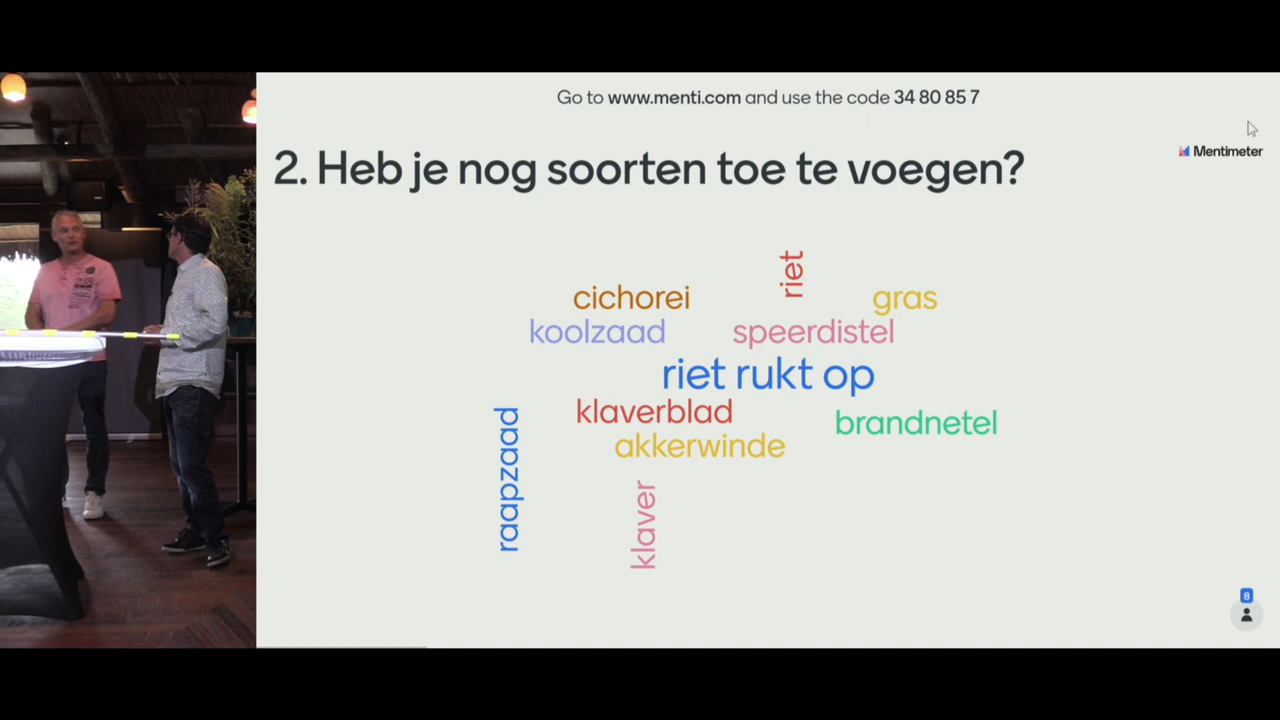 Go to www.menti.com and use the code 34 80 85 7
Mentimeter
2. Heb je nog soorten toe te voegen?
riet
cichorei
gras
koolzaad
speerdistel
riet rukt op
klaverblad
brandnetel
akkerwinde
raapzaad
klaver
8